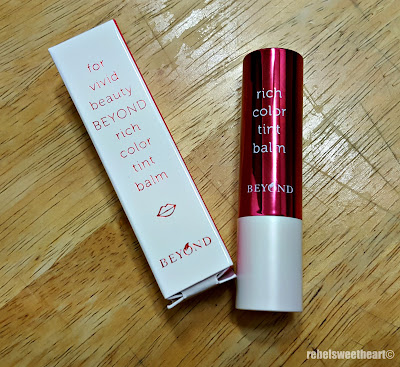 for
vivid
beauty
BEYOND
rich
color
tint
balm
BEYOND
rich
color
tint
balm
BEYOND
rebelsweetheart©